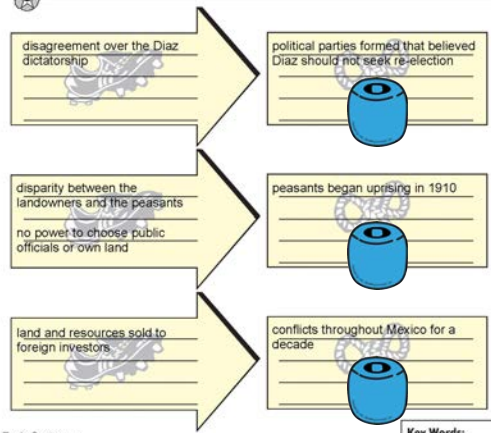 disagreement over the Diaz
dictatorship
political parties formed that believed
Diaz should not seek re-election
disparity between the
landowners and the peasants
no power to choose public
officials or own land
peasants began uprising in 1910
land and resources sold to
foreign investors
conflicts throughout Mexico for a
decade
Key Words: